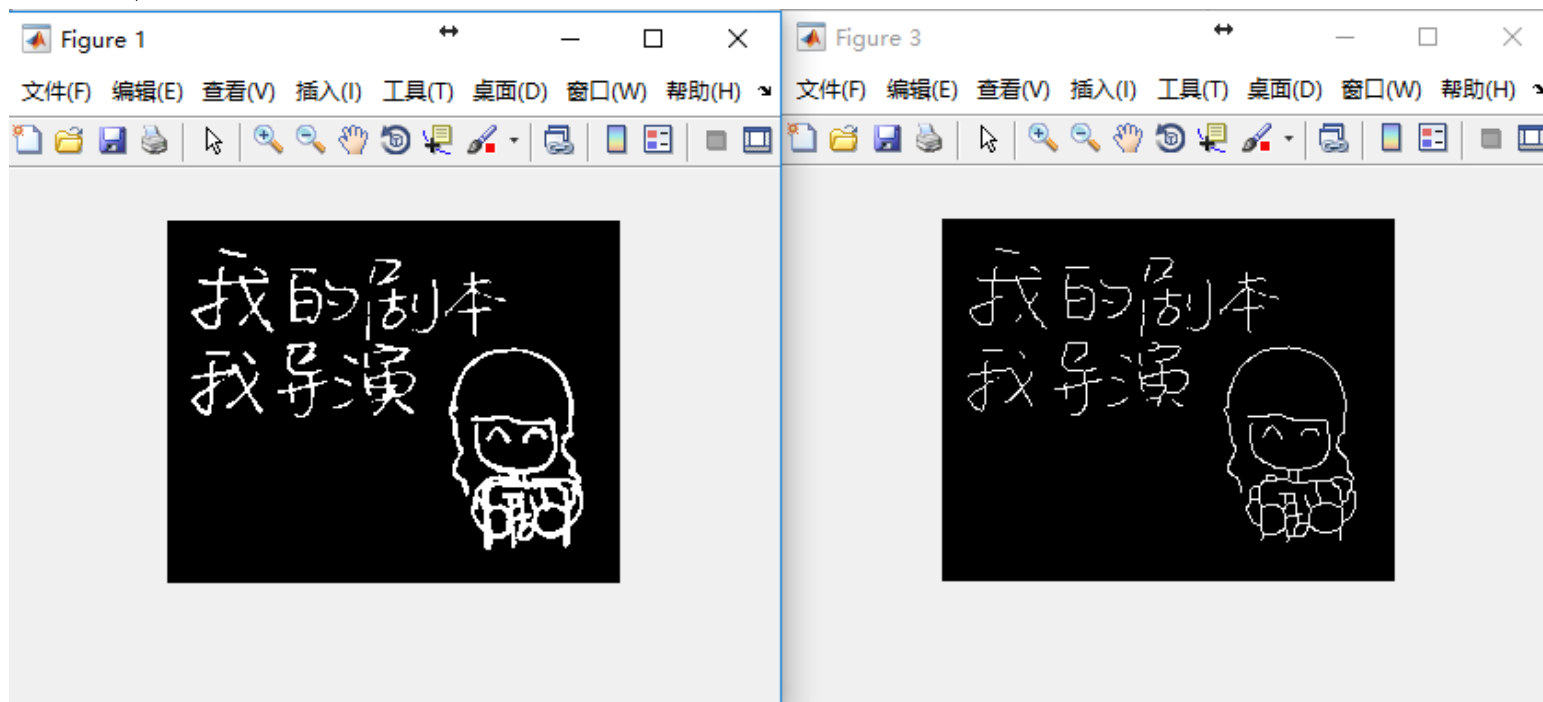 Figure 1
文件(F) 编辑(E) 查看(V) 插入(I) 工具(T) 桌面(D) 窗口(W) 帮助(H)
我的剧本
我导演
Figure 3
文件(F) 编辑(E) 查看(V) 插入(I) 工具(T) 桌面(D) 窗口(W) 帮助(H)
我的剧本
我导演